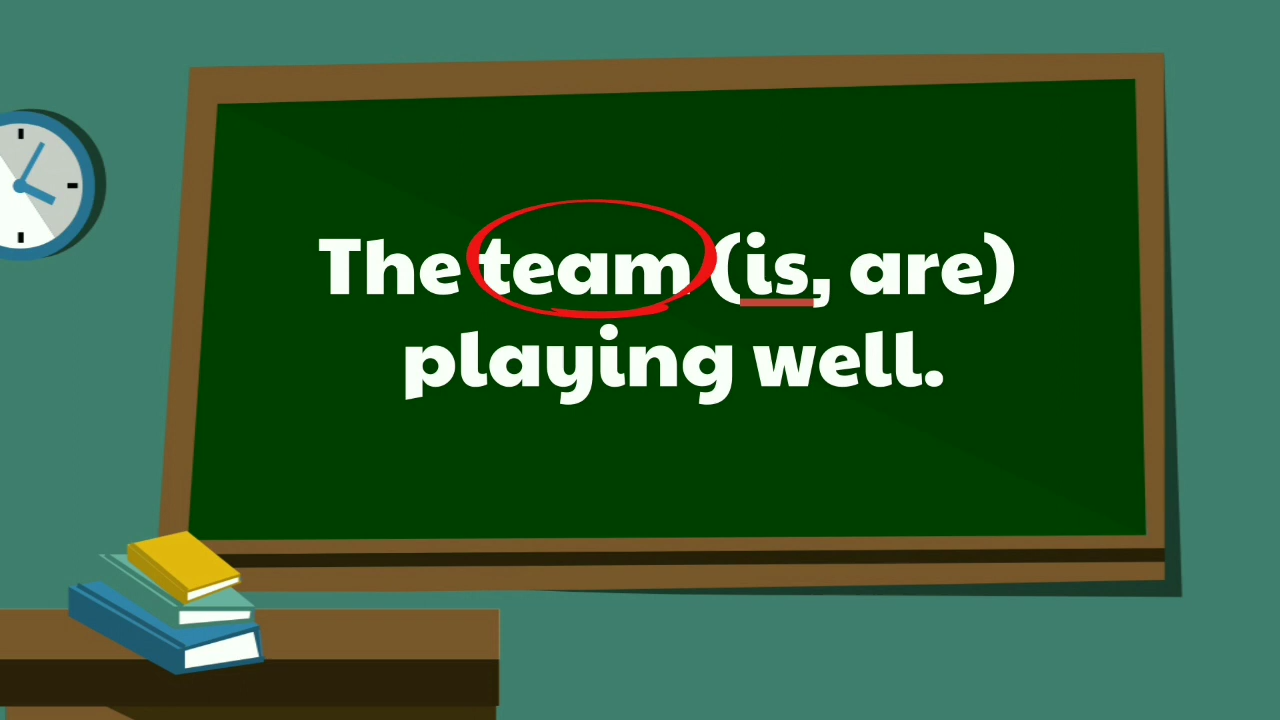 The team (is, are)
playing well.